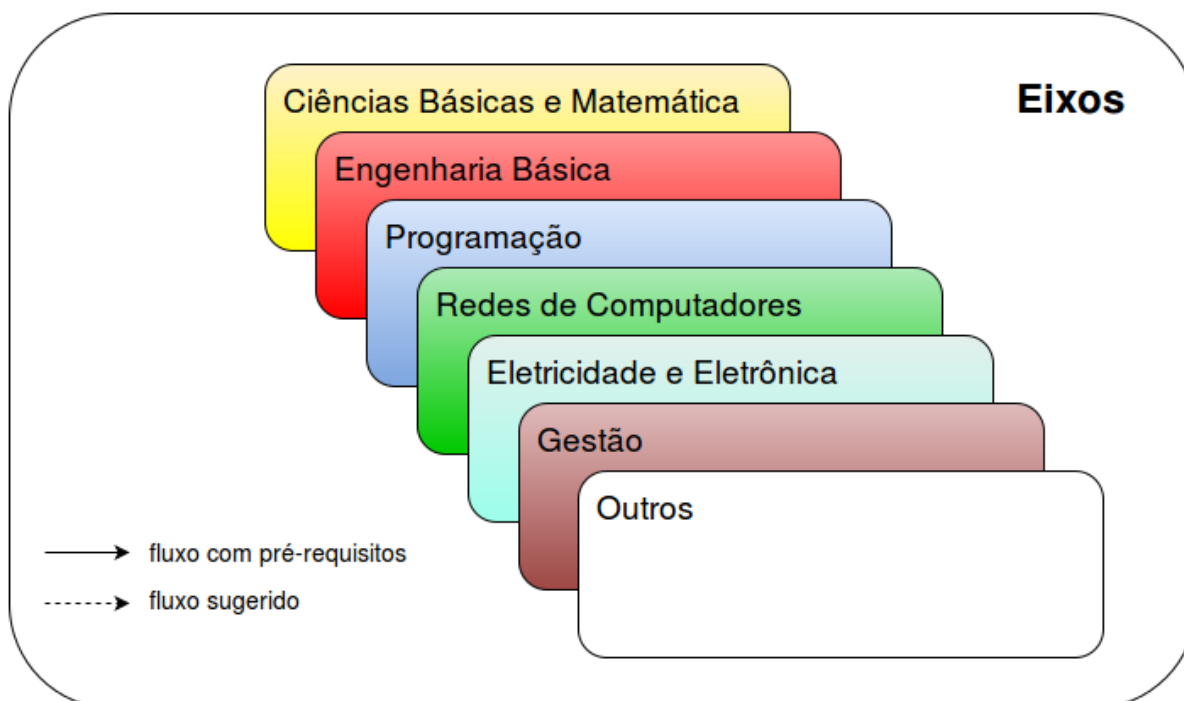 Eixos
Ciências Básicas e Matemática
Engenharia Básica
Programação
Redes de Computadores
Eletricidade e Eletrônica
Gestão
Outros
fluxo com pré-requisitos
fluxo sugerido